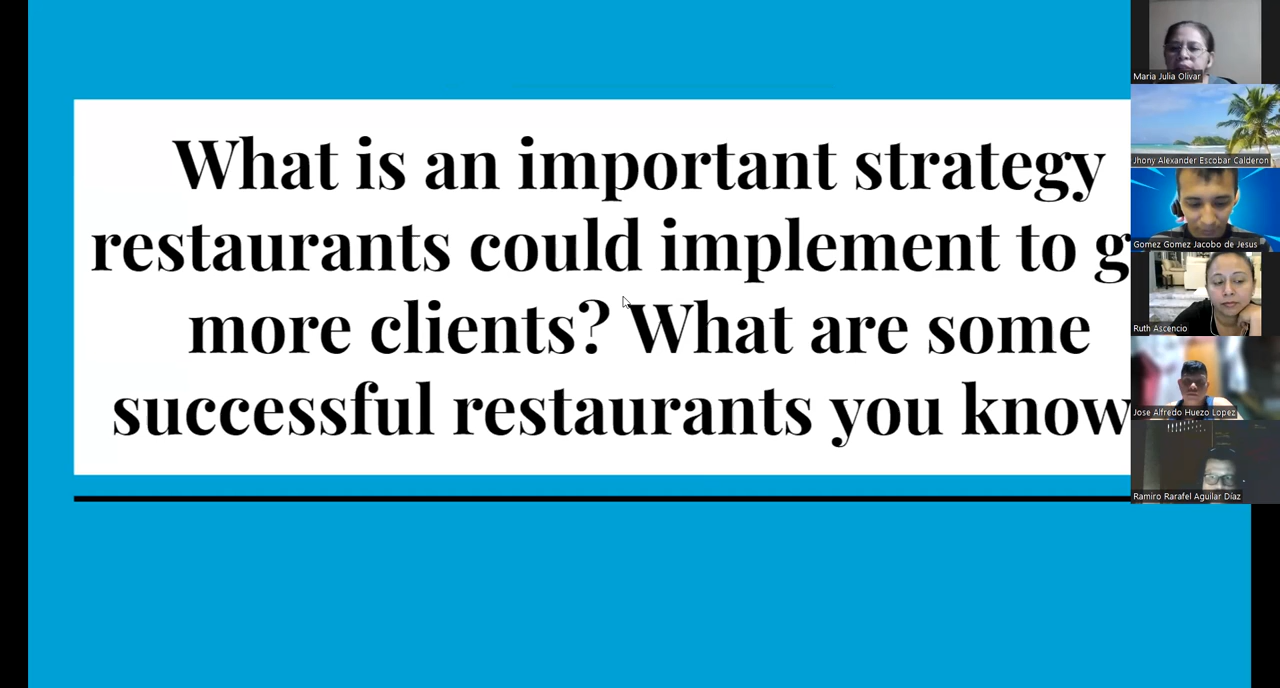 What is an important strategy
restaurants could implement to g
more clients? What are some
successful restaurants you know
Maria Julia Olivar
Jhony Alexander Escobar Calderon
Gomez Gomez Jacobo de Jesus
Ruth Ascencio
Jose Alfredo Huezo Lopez
Ramiro Rarafel Aguilar Díaz